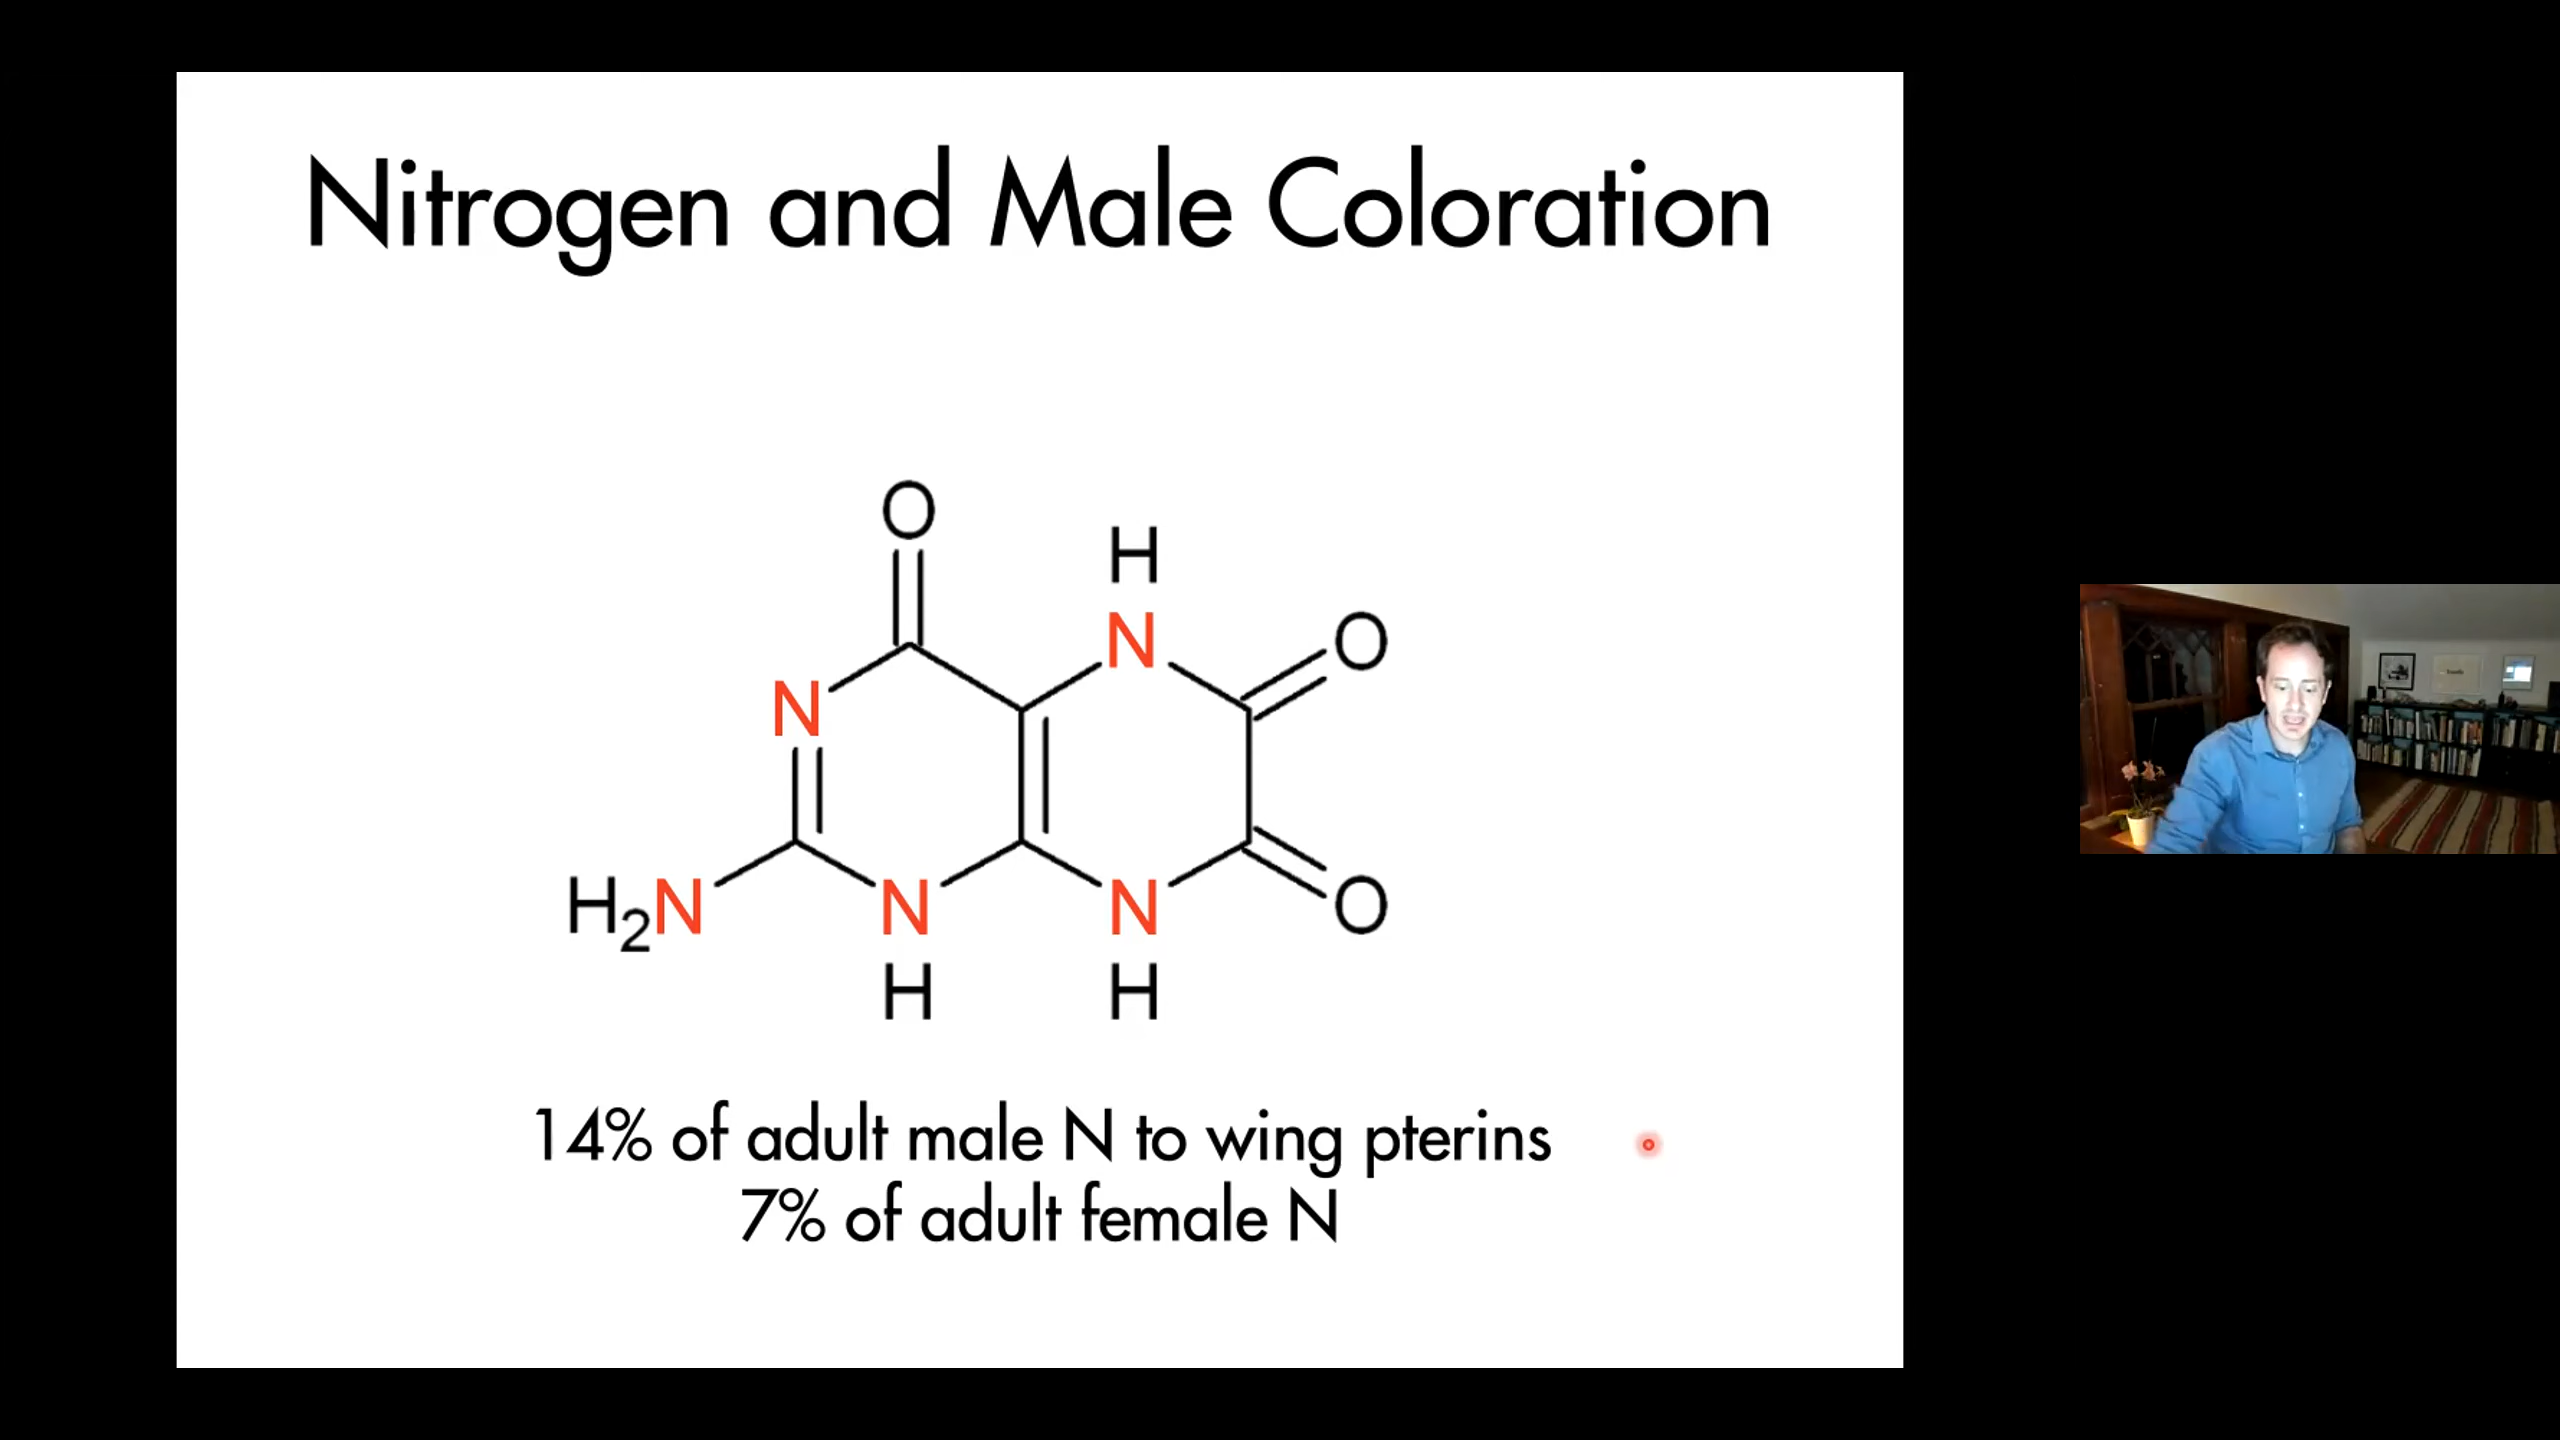 Nitrogen and Male Coloration
O
H
N
O
N
H2N
N
N
O
H
H
14% of adult male N to wing pterins
7% of adult female N